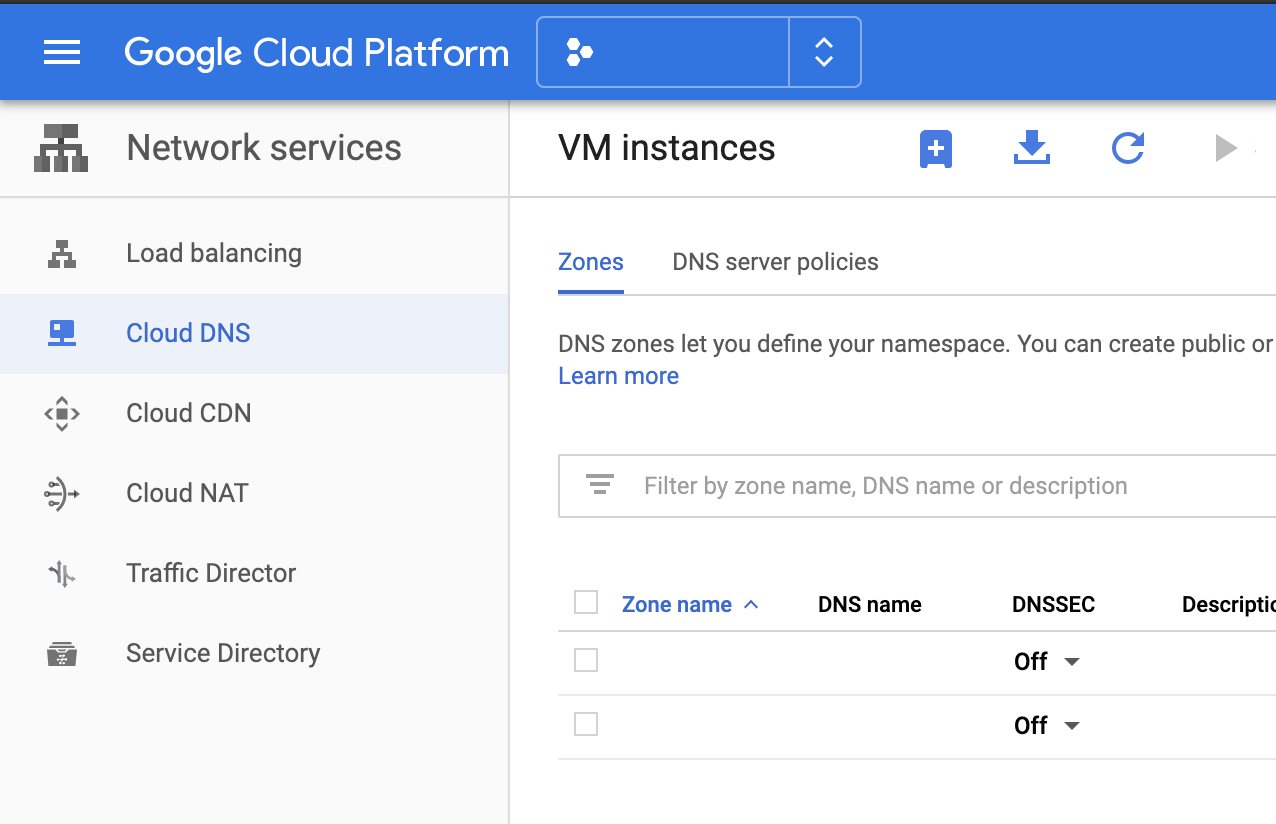 Google Cloud Platform
Network services
VM instances
Load balancing
Cloud DNS
Cloud CDN
Cloud NAT
Traffic Director
Service Directory
Zones DNS server policies
DNS zones let you define your namespace. You can create public or
Learn more
Filter by zone name, DNS name or description
Zone name DNS name DNSSEC Descriptio
Off
Off